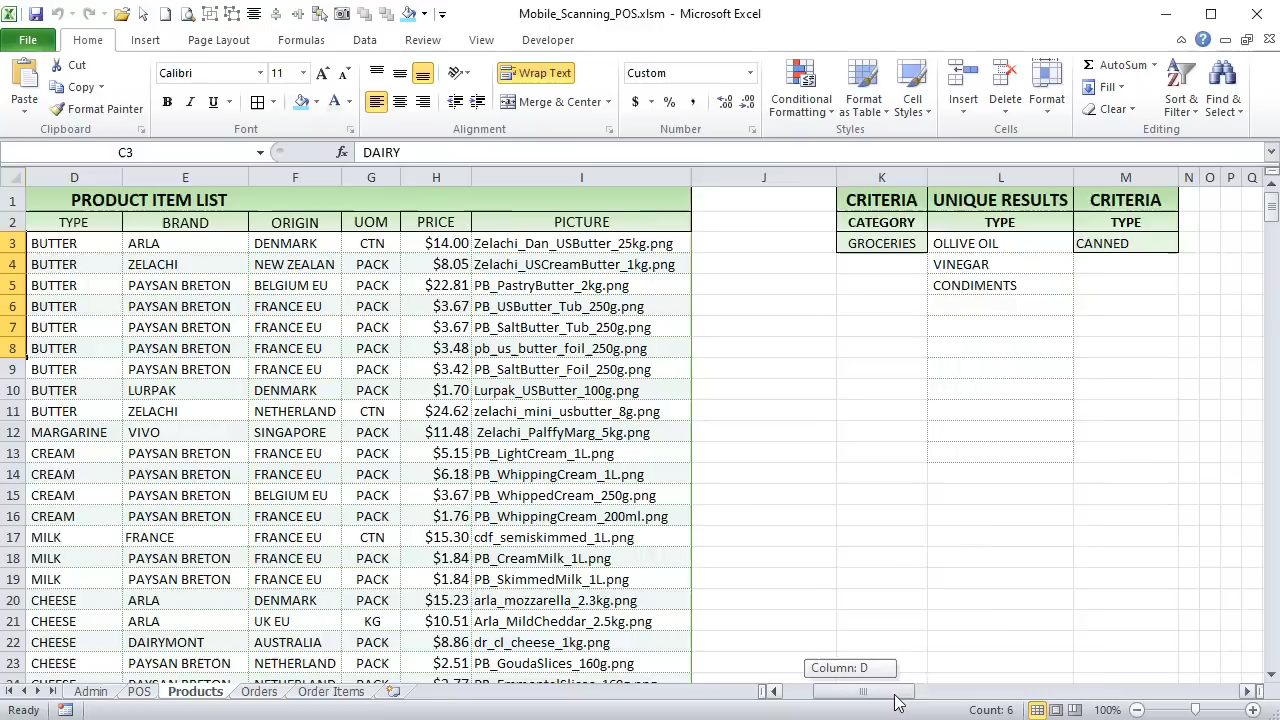 Mobile_Scanning_POS.xlsm - Microsoft Excel
File Home Insert Page Layout Formulas Data Review View Developer
Paste Cut Copy Format Painter Clipboard
Calibri 11 B I U A Font
Wrap Text Merge & Center Alignment
Custom $ % , Number
Conditional Formatting Format as Table Cell Styles Styles
Insert Delete Format Cells
AutoSum Fill Clear Sort & Filter Find & Select Editing
C3 fx DAIRY
D E F G H I J K L M N O P Q
1 PRODUCT ITEM LIST CRITERIA UNIQUE RESULTS CRITERIA
2 TYPE BRAND ORIGIN UOM PRICE PICTURE CATEGORY TYPE TYPE
3 BUTTER ARLA DENMARK CTN $14.00 Zelachi_Dan_USButter_25kg.png GROCERIES OLLIVE OIL CANNED
4 BUTTER ZELACHI NEW ZEALAN PACK $8.05 Zelachi_USCreamButter_1kg.png VINEGAR
5 BUTTER PAYSAN BRETON BELGIUM EU PACK $22.81 PB_PastryButter_2kg.png CONDIMENTS
6 BUTTER PAYSAN BRETON FRANCE EU PACK $3.67 PB_USButter_Tub_250g.png
7 BUTTER PAYSAN BRETON FRANCE EU PACK $3.67 PB_SaltButter_Tub_250g.png
8 BUTTER PAYSAN BRETON FRANCE EU PACK $3.48 pb_us_butter_foil_250g.png
9 BUTTER PAYSAN BRETON FRANCE EU PACK $3.42 PB_SaltButter_Foil_250g.png
10 BUTTER LURPAK DENMARK PACK $1.70 Lurpak_USButter_100g.png
11 BUTTER ZELACHI NETHERLAND CTN $24.62 zelachi_mini_usbutter_8g.png
12 MARGARINE VIVO SINGAPORE PACK $11.48 Zelachi_PalffyMarg_5kg.png
13 CREAM PAYSAN BRETON FRANCE EU PACK $5.15 PB_LightCream_1L.png
14 CREAM PAYSAN BRETON FRANCE EU PACK $6.18 PB_WhippingCream_1L.png
15 CREAM PAYSAN BRETON BELGIUM EU PACK $3.67 PB_WhippedCream_250g.png
16 CREAM PAYSAN BRETON FRANCE EU PACK $1.76 PB_WhippingCream_200ml.png
17 MILK FRANCE FRANCE EU CTN $15.30 cdf_semiskimmed_1L.png
18 MILK PAYSAN BRETON FRANCE EU PACK $1.84 PB_CreamMilk_1L.png
19 MILK PAYSAN BRETON FRANCE EU PACK $1.84 PB_SkimmedMilk_1L.png
20 CHEESE ARLA DENMARK PACK $15.23 arla_mozzarella_2.3kg.png
21 CHEESE ARLA UK EU KG $10.51 Arla_MildCheddar_2.5kg.png
22 CHEESE DAIRYMONT AUSTRALIA PACK $8.86 dr_cl_cheese_1kg.png
23 CHEESE PAYSAN BRETON NETHERLAND PACK $2.51 PB_GoudaSlices_160g.png
Column: D
Admin POS Products Orders Order Items
Ready Count: 6 100%